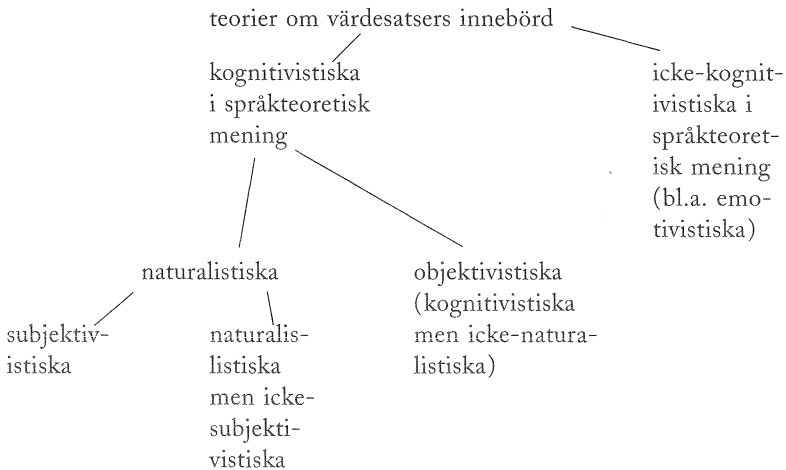 teorier om värdesatsers innebörd
kognitivistiska
i språkteoretisk
mening
icke-kognit-
ivistiska i
språkteoret-
isk mening
(bl.a. emo-
tivistiska)
naturalistiska
objektivistiska
(kognitivistiska
men icke-natura-
listiska)
subjektiv-
istiska
naturalis-
listiska
men icke-
subjekti-
vistiska